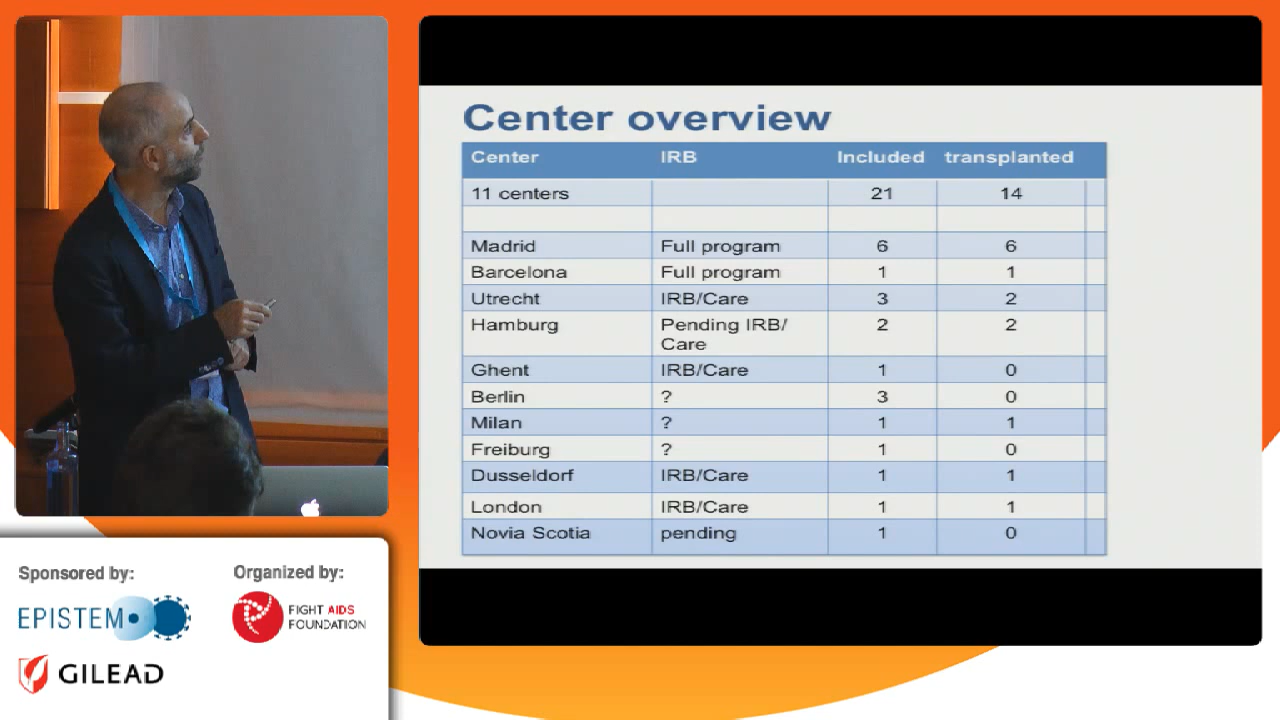 Center overview
Center IRB Included transplanted
11 centers 21 14
Madrid Full program 6 6
Barcelona Full program 1 1
Utrecht IRB/Care 3 2
Hamburg Pending IRB/ 2 2
Care
Ghent IRB/Care 1 0
Berlin ? 3 0
Milan ? 1 1
Freiburg ? 1 0
Dusseldorf IRB/Care 1 1
London IRB/Care 1 1
Novia Scotia pending 1 0
Sponsored by:
EPISTEM
GILEAD
Organized by:
FIGHT AIDS
FOUNDATION